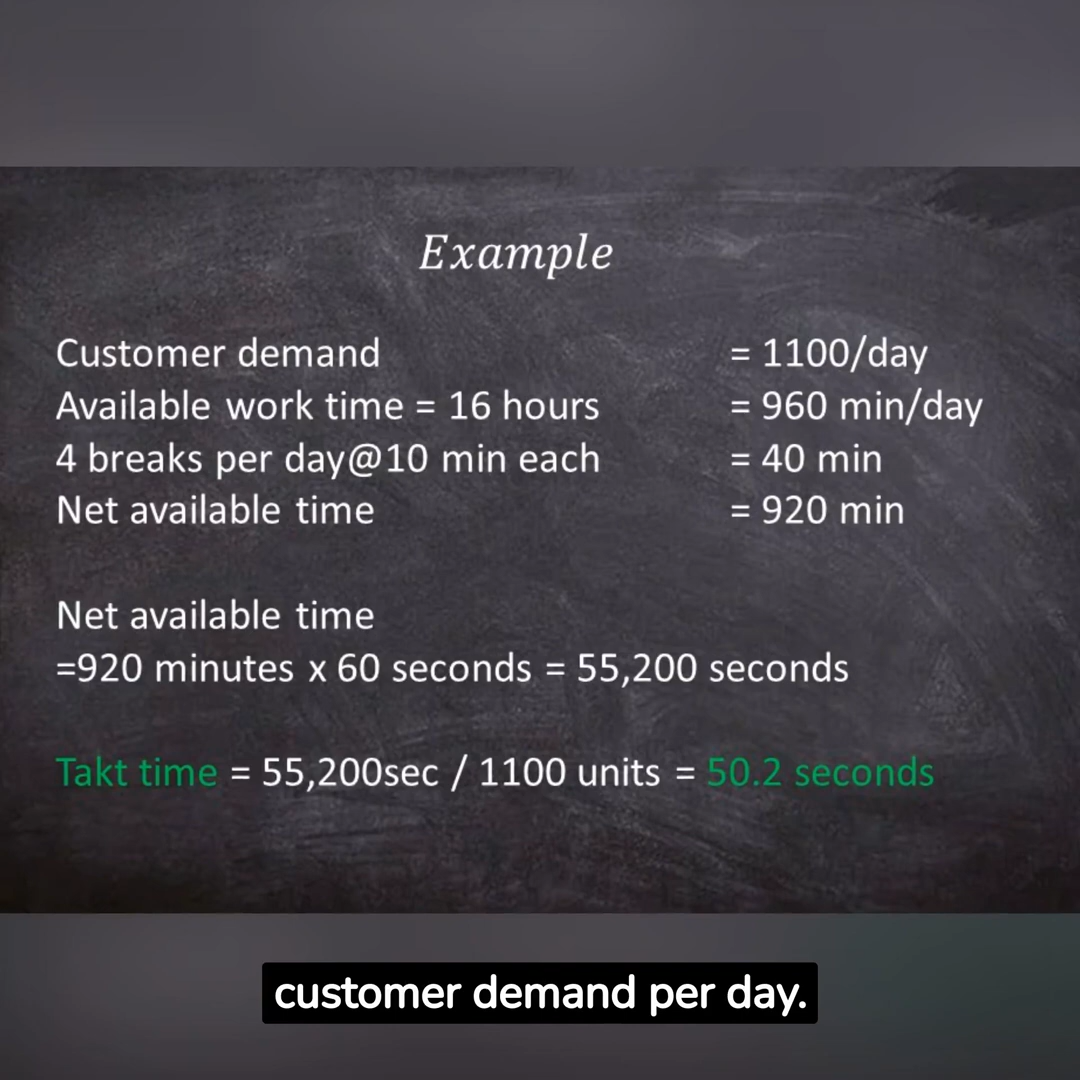 Example
Customer demand = 1100/day
Available work time = 16 hours = 960 min/day
4 breaks per day@10 min each = 40 min
Net available time = 920 min
Net available time
=920 minutes x 60 seconds = 55,200 seconds
Takt time = 55,200sec / 1100 units = 50.2 seconds
customer demand per day.